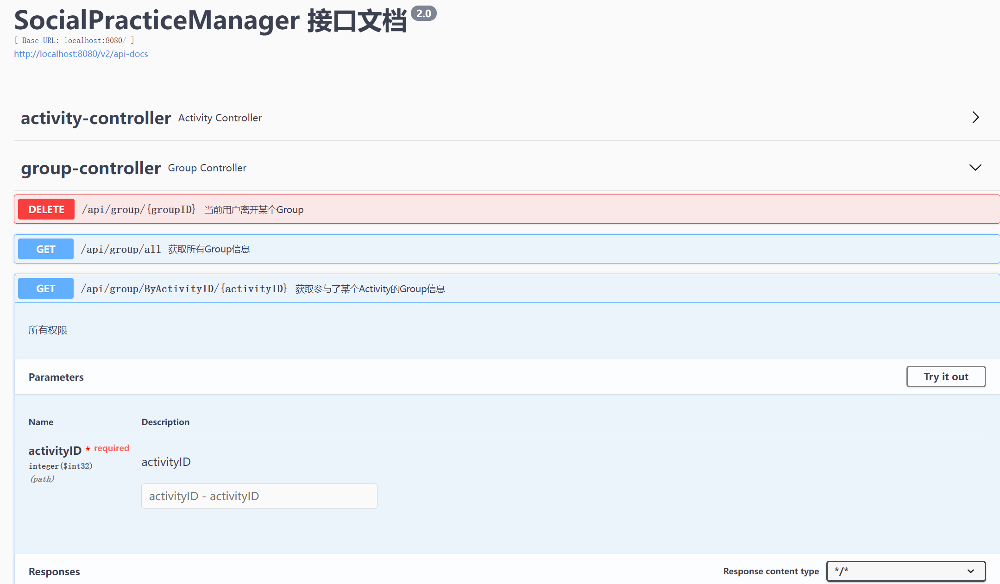 SocialPracticeManager 接口文档 2.0
[ Base URL: localhost:8080/ ]
http://localhost:8080/v2/api-docs
activity-controller Activity Controller
group-controller Group Controller
DELETE /api/group/{groupID} 当前用户离开某个Group
GET /api/group/all 获取所有Group信息
GET /api/group/ByActivityID/{activityID} 获取参与了某个Activity的Group信息
所有权限
Parameters Try it out
Name Description
activityID * required
integer($int32)
(path)
activityID
activityID - activityID
Responses Response content type */*